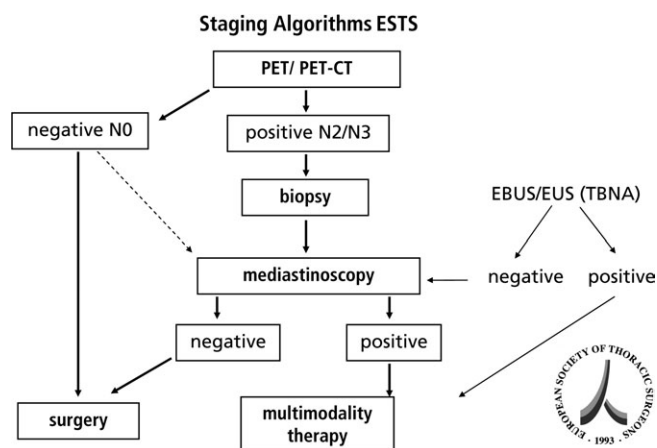 Staging Algorithms ESTS
PET/ PET-CT
negative N0
positive N2/N3
biopsy
EBUS/EUS (TBNA)
mediastinoscopy
negative
positive
negative
positive
surgery
multimodality
therapy
EUROPEAN SOCIETY OF THORACIC SURGEONS
· 1993 ·